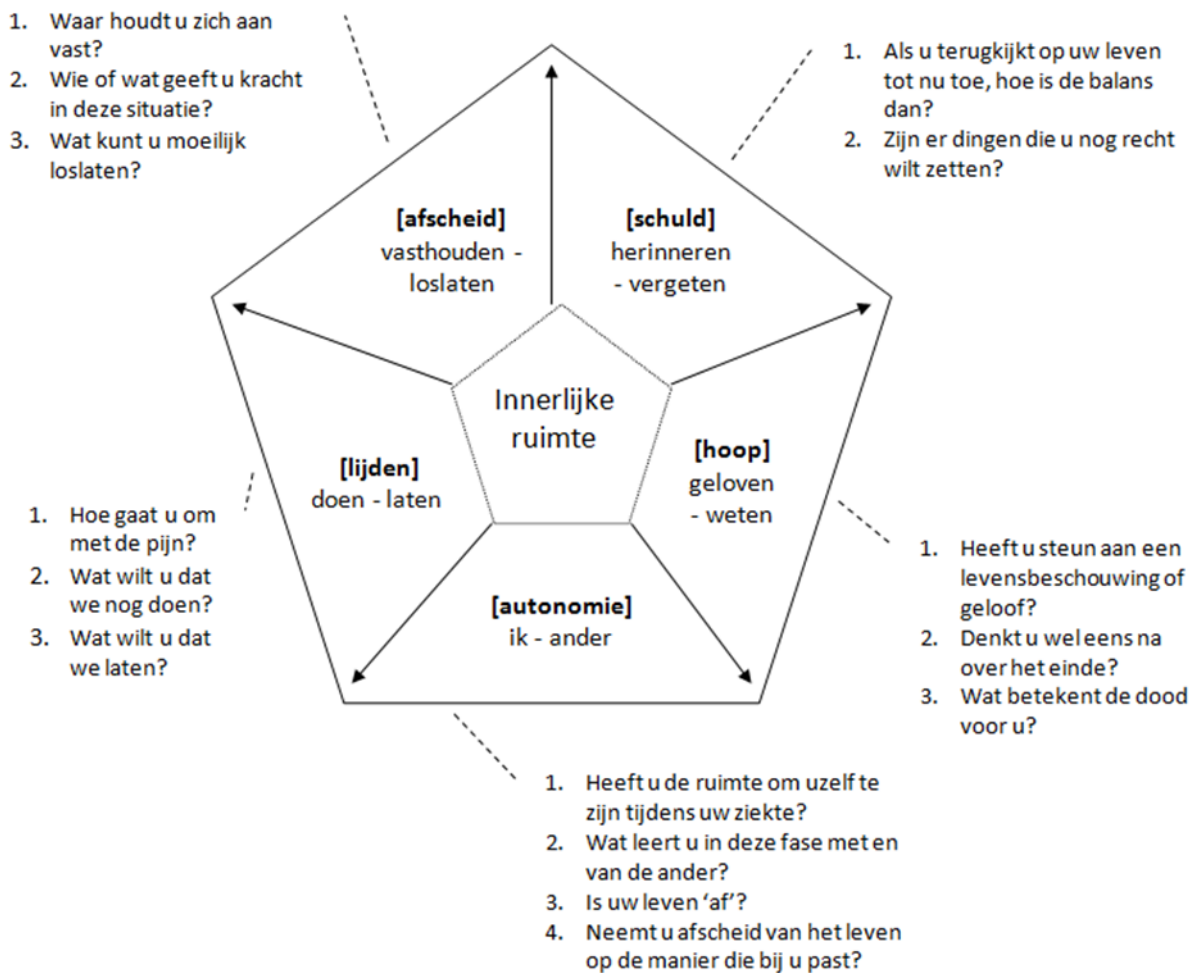 1. Waar houdt u zich aan
vast?
2. Wie of wat geeft u kracht
in deze situatie?
3. Wat kunt u moeilijk
loslaten?
1. Als u terugkijkt op uw leven
tot nu toe, hoe is de balans
dan?
2. Zijn er dingen die u nog recht
wilt zetten?
[afscheid]
vasthouden -
loslaten
[schuld]
herinneren
- vergeten
Innerlijke
ruimte
[lijden]
doen - laten
[hoop]
geloven
- weten
[autonomie]
ik - ander
1. Hoe gaat u om
met de pijn?
2. Wat wilt u dat
we nog doen?
3. Wat wilt u dat
we laten?
1. Heeft u steun aan een
levensbeschouwing of
geloof?
2. Denkt u wel eens na
over het einde?
3. Wat betekent de dood
voor u?
1. Heeft u de ruimte om uzelf te
zijn tijdens uw ziekte?
2. Wat leert u in deze fase met en
van de ander?
3. Is uw leven ‘af’?
4. Neemt u afscheid van het leven
op de manier die bij u past?